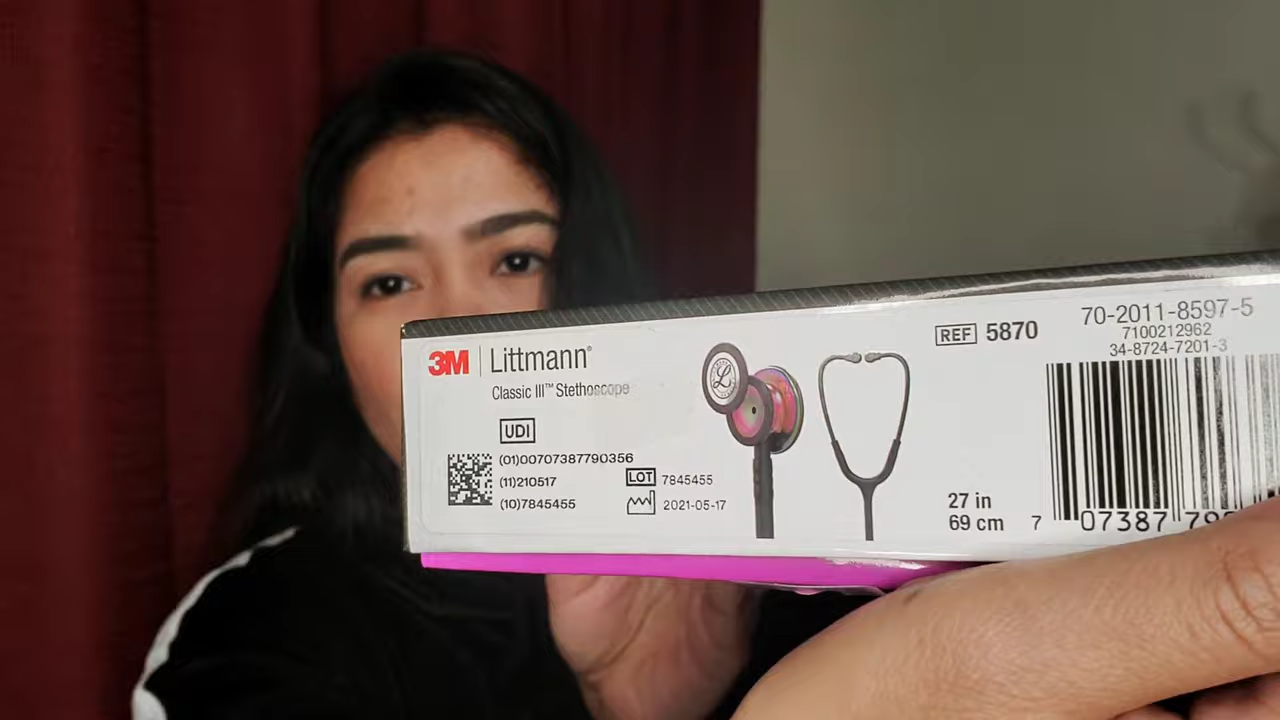 3M Littmann®
Classic III™ Stethoscope
UDI
(01)00707387790356
(11)210517
(10)7845455
LOT 7845455
2021-05-17
L
REF 5870
70-2011-8597-5
7100212962
34-8724-7201-3
27 in
69 cm
7 07387 790